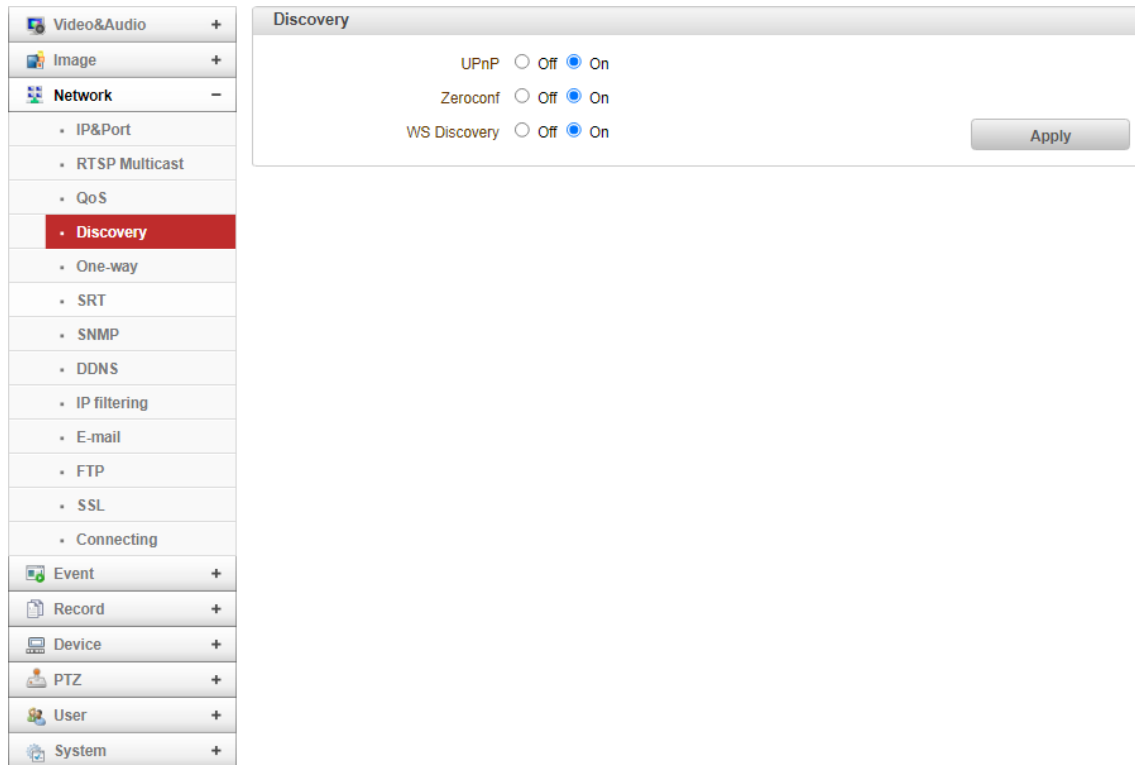 Video&Audio +
Image +
Network −
IP&Port
RTSP Multicast
QoS
Discovery
One-way
SRT
SNMP
DDNS
IP filtering
E-mail
FTP
SSL
Connecting
Event +
Record +
Device +
PTZ +
User +
System +
Discovery
UPnP Off On
Zeroconf Off On
WS Discovery Off On
Apply